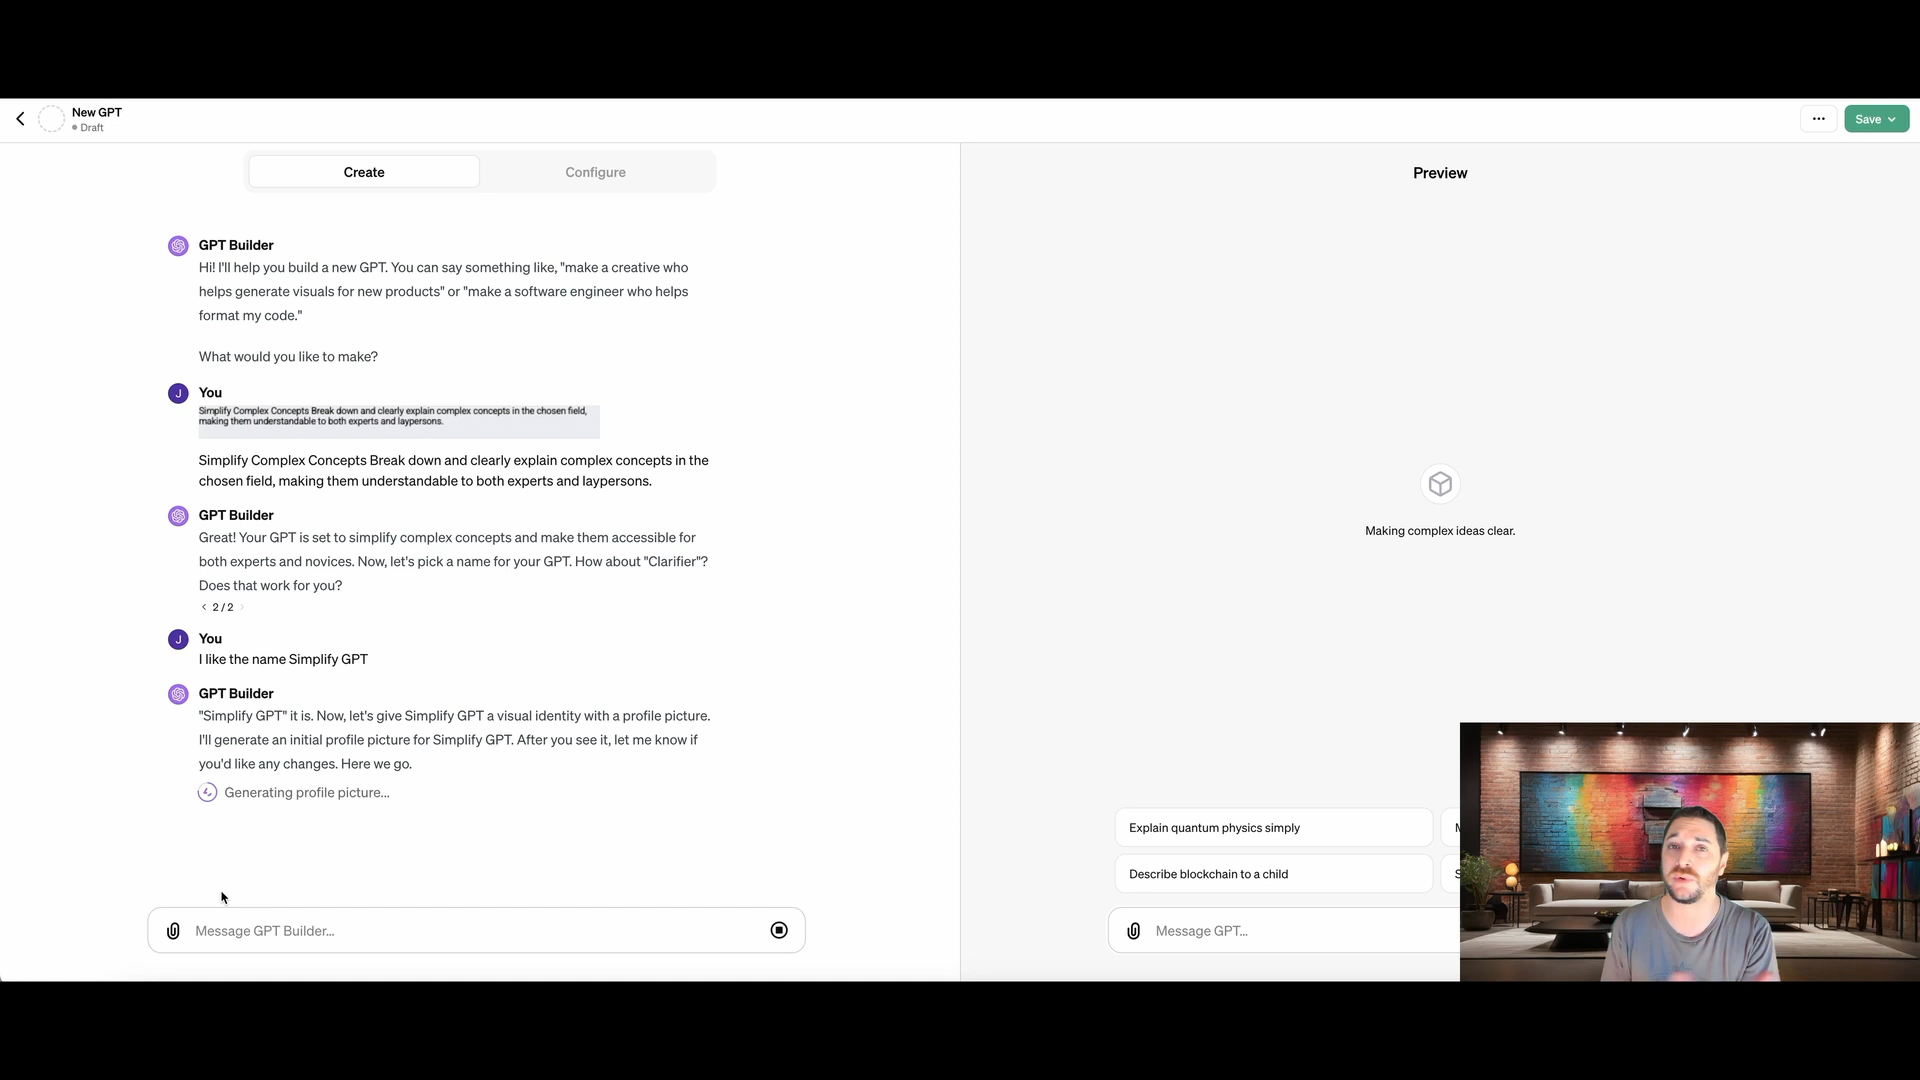 New GPT
Draft
Save
Create
Configure
Preview
GPT Builder
Hi! I'll help you build a new GPT. You can say something like, "make a creative who
helps generate visuals for new products" or "make a software engineer who helps
format my code."
What would you like to make?
J
You
Simplify Complex Concepts Break down and clearly explain complex concepts in the chosen field,
making them understandable to both experts and laypersons.
Simplify Complex Concepts Break down and clearly explain complex concepts in the
chosen field, making them understandable to both experts and laypersons.
GPT Builder
Great! Your GPT is set to simplify complex concepts and make them accessible for
both experts and novices. Now, let's pick a name for your GPT. How about "Clarifier"?
Does that work for you?
2 / 2
J
You
I like the name Simplify GPT
GPT Builder
"Simplify GPT" it is. Now, let's give Simplify GPT a visual identity with a profile picture.
I'll generate an initial profile picture for Simplify GPT. After you see it, let me know if
you'd like any changes. Here we go.
Generating profile picture...
Message GPT Builder...
Making complex ideas clear.
Explain quantum physics simply
Describe blockchain to a child
Message GPT...